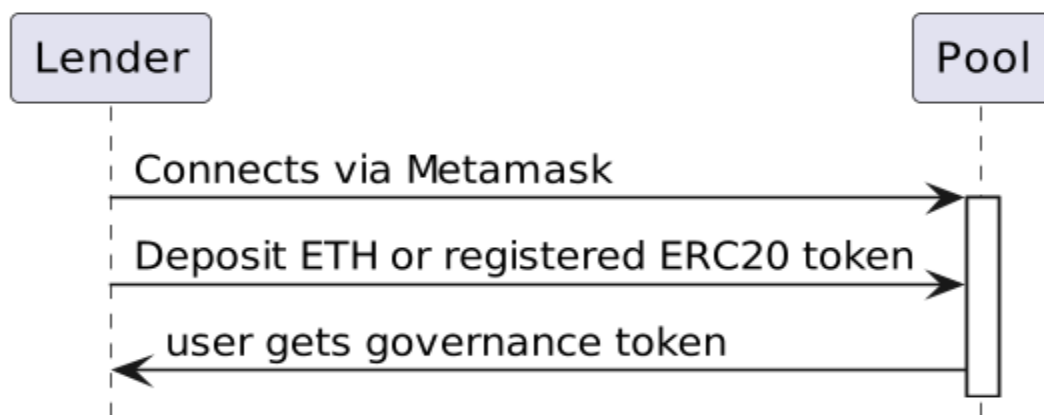 Lender
Pool
Connects via Metamask
Deposit ETH or registered ERC20 token
user gets governance token